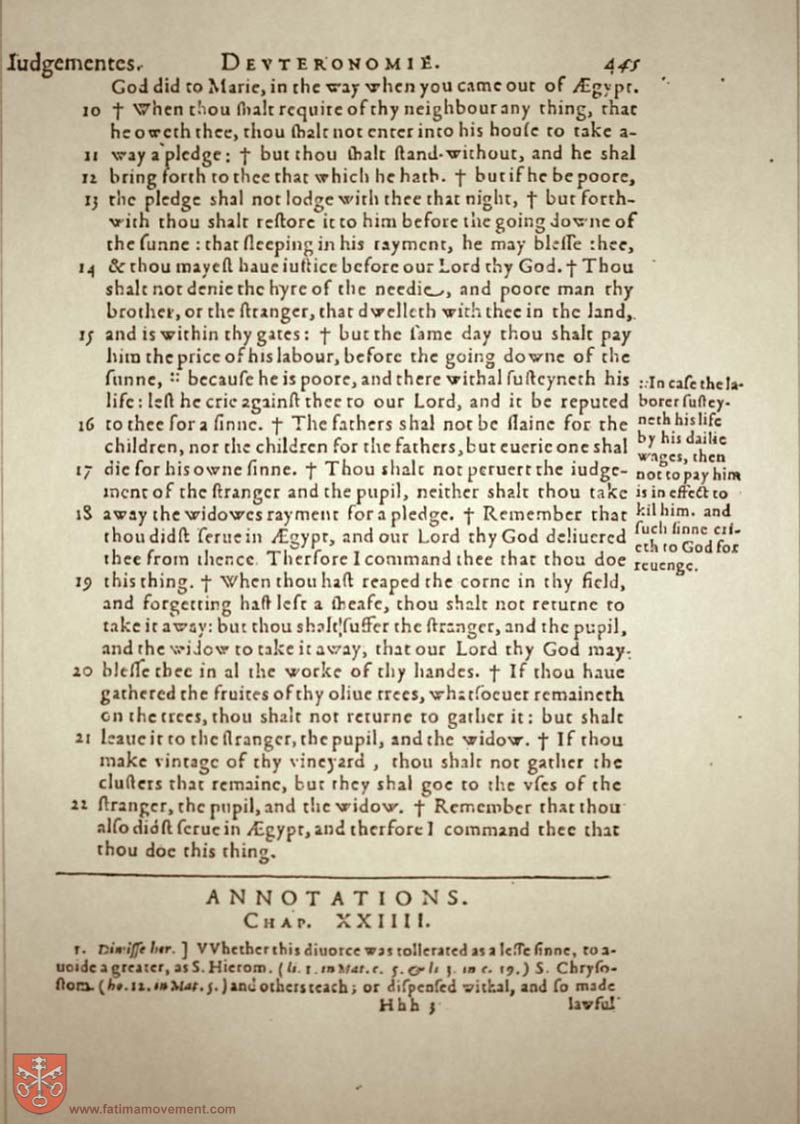 Iudgementes. DEVTERONOMIE. 445
God did to Marie, in the way when you came out of Ægypt.
10 † When thou ſhalt require of thy neighbour any thing, that
he oweth thee, thou ſhalt not enter into his houſe to take a-
11 way a pledge: † but thou ſhalt ſtand without, and he shal
12 bring forth to thee that which he hath. † but if he be poore,
13 the pledge shal not lodge with thee that night, † but forth-
with thou shalt reſtore it to him before the going downe of
the ſunne: that ſleeping in his rayment, he may bleſſe thee,
14 & thou mayeſt haue iuſtice before our Lord thy God. † Thou
shalt not denie the hyre of the needie, and poore man thy
brother, or the ſtranger, that dwelleth with thee in the land,
15 and is within thy gates: † but the ſame day thou shalt pay
him the price of his labour, before the going downe of the
ſunne, :: becauſe he is poore, and there withal ſuſteyneth his
life: leſt he crie againſt thee to our Lord, and it be reputed
16 to thee for a ſinne. † The fathers shal not be ſlaine for the
children, nor the children for the fathers, but euerie one shal
17 die for his owne ſinne. † Thou shalt not peruert the iudge-
ment of the ſtranger and the pupil, neither shalt thou take
18 away the widowes rayment for a pledge. † Remember that
thou didſt ſerue in Ægypt, and our Lord thy God deliuered
thee from thence. Therfore I command thee that thou doe
19 this thing. † When thou haſt reaped the corne in thy field,
and forgetting haſt left a ſheafe, thou shalt not returne to
take it away: but thou shalt ſuffer the ſtranger, and the pupil,
and the widow to take it away, that our Lord thy God may
20 bleſſe thee in al the worke of thy handes. † If thou haue
gathered the fruites of thy oliue trees, whatſoeuer remaineth
on the trees, thou shalt not returne to gather it: but shalt
21 leaue it to the ſtranger, the pupil, and the widow. † If thou
make vintage of thy vineyard, thou shalt not gather the
cluſters that remaine, but they shal goe to the vſes of the
22 ſtranger, the pupil, and the widow. † Remember that thou
alſo didſt ſerue in Ægypt, and therfore I command thee that
thou doe this thing.
::In caſe the la-
borer ſuſtey-
neth his life
by his dailie
wages, then
not to pay him
is in effect to
kil him. and
ſuch ſinne cri-
eth to God for
reuenge.
ANNOTATIONS.
CHAP. XXIIII.
1. Dimiſſe her. ] VVhether this diuorce was tollerated as a leſſe ſinne, to a-
uoide a greater, as S. Hierom. (li. 1. in Mat. c. 5. & li 3. in c. 19.) S. Chryſo-
ſtom. (ho. 12. in Mat. 5.) and others teach; or diſpenſed withal, and ſo made
Hhh 3 lawful
www.fatimamovement.com